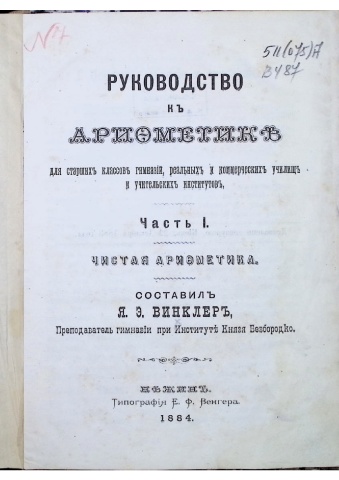 №7
511(075)Я
В487
РУКОВОДСТВО
КЪ
АРИѲМЕТИКѢ
для старшихъ классовъ гимназій, реальныхъ и коммерческихъ училищъ
и учительскихъ институтовъ,
Часть I.
ЧИСТАЯ АРИѲМЕТИКА.
СОСТАВИЛЪ
Я. Э. ВИНКЛЕРЪ,
Преподаватель гимназіи при Институтѣ Князя Безбородко.
НѢЖИНЪ.
Типографія Е. Ф. Венгера.
1884.